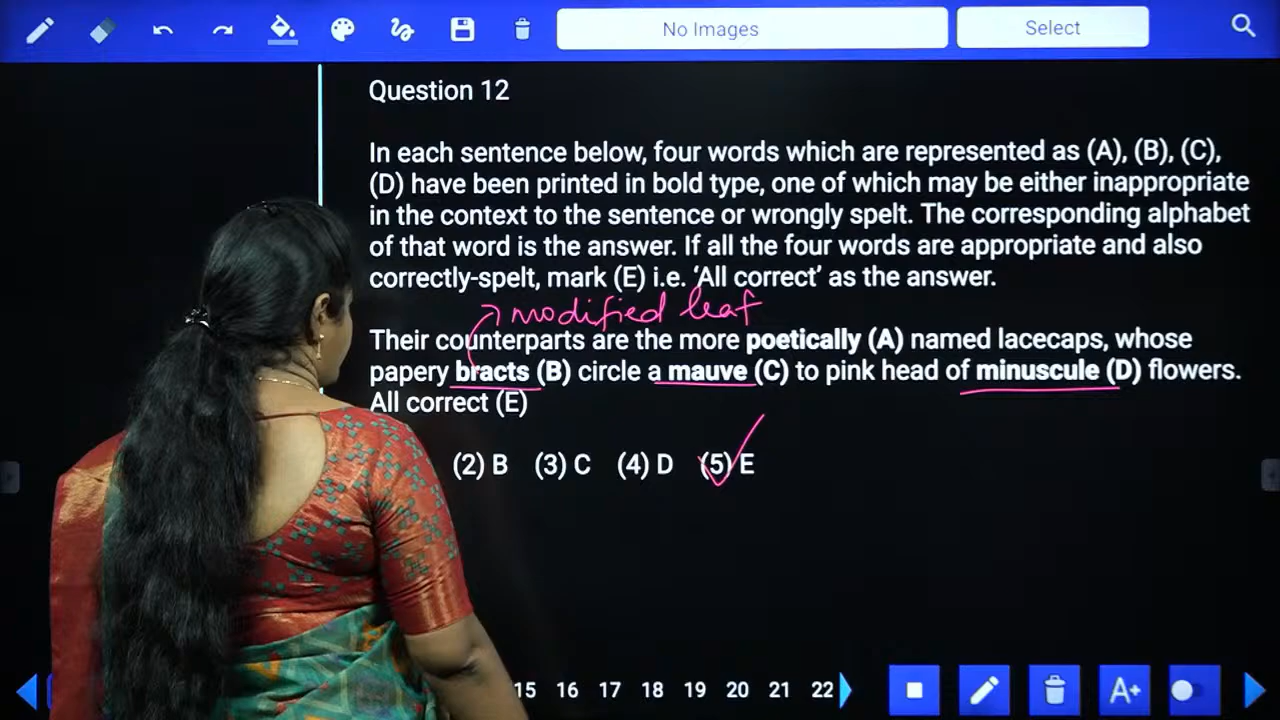 No Images
Select
Question 12
In each sentence below, four words which are represented as (A), (B), (C),
(D) have been printed in bold type, one of which may be either inappropriate
in the context to the sentence or wrongly spelt. The corresponding alphabet
of that word is the answer. If all the four words are appropriate and also
correctly-spelt, mark (E) i.e. ‘All correct’ as the answer.
modified leaf
Their counterparts are the more poetically (A) named lacecaps, whose
papery bracts (B) circle a mauve (C) to pink head of minuscule (D) flowers.
All correct (E)
(2) B (3) C (4) D (5) E
15 16 17 18 19 20 21 22
A+